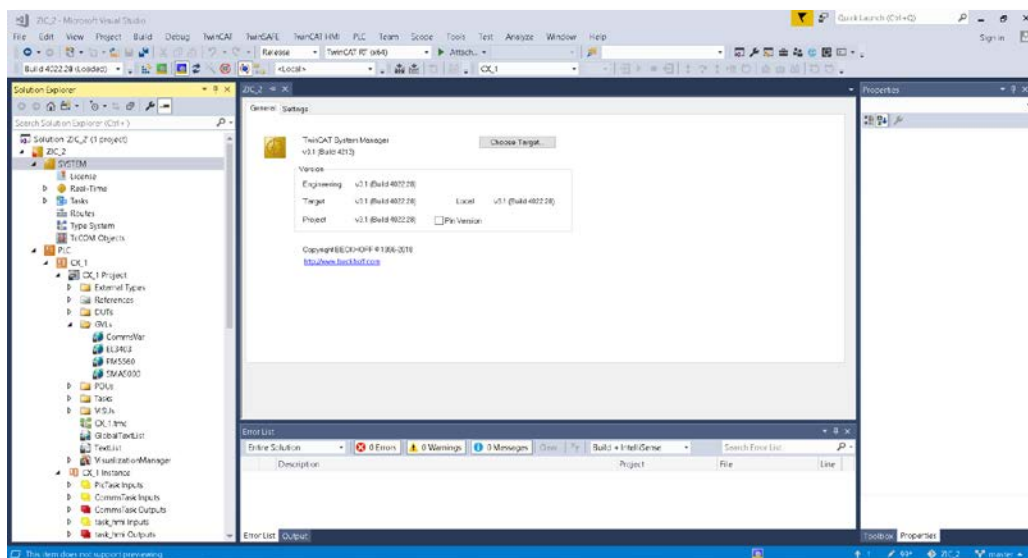 ZIC_2 - Microsoft Visual Studio
Quick Launch (Ctrl+Q)
File Edit View Project Build Debug TwinCAT TwinSAFE TwinCAT HMI PLC Team Scope Tools Test Analyze Window Help
Sign in
Release TwinCAT RT (x64) Attach...
Build 4022.28 (Loaded) <Local> CX_1
Solution Explorer
Search Solution Explorer (Ctrl+)
Solution 'ZIC_2' (1 project)
ZIC_2
SYSTEM
License
Real-Time
Tasks
Routes
Type System
TcCOM Objects
PLC
CX_1
CX_1 Project
External Types
References
DUTs
GVLs
CommsVar
EL3403
PM5560
SMA5000
POUs
Tasks
VISUs
CX_1.tmc
GlobalTextList
TextList
VisualizationManager
CX_1 Instance
PlcTask Inputs
CommsTask Inputs
CommsTask Outputs
task_hmi Inputs
task_hmi Outputs
ZIC_2
General Settings
TwinCAT System Manager
v3.1 (Build 4213)
Choose Target...
Version
Engineering v3.1 (Build 4022.28)
Target v3.1 (Build 4022.28) Local v3.1 (Build 4022.28)
Project v3.1 (Build 4022.28) Pin Version
Copyright BECKHOFF © 1996-2018
http://www.beckhoff.com
Error List
Entire Solution 0 Errors 0 Warnings 0 Messages Build + IntelliSense Search Error List
Description Project File Line
Error List Output
Properties
Toolbox Properties
This item does not support previewing
1 99+ ZIC_2 master